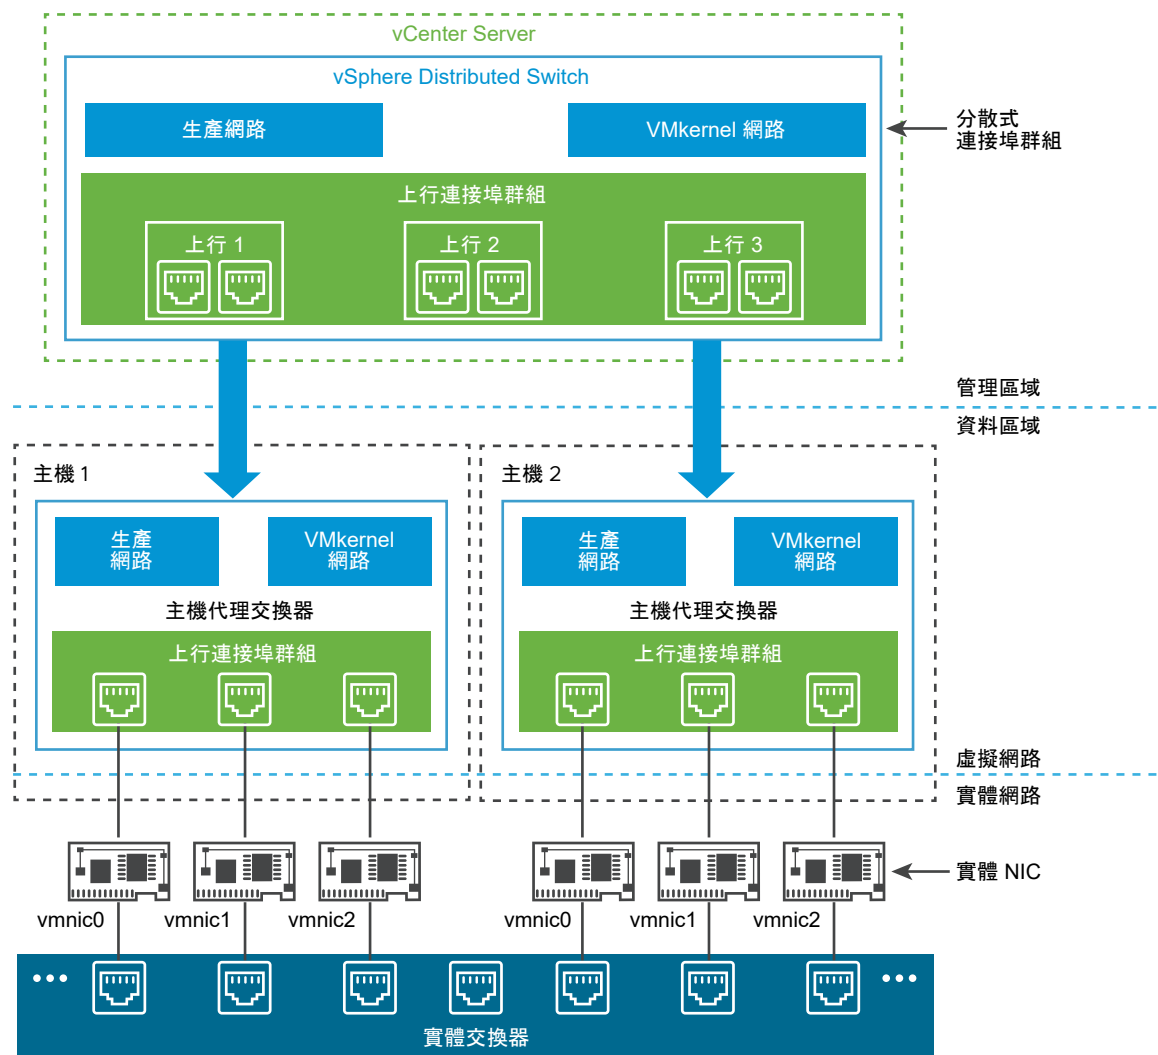 vCenter Server
vSphere Distributed Switch
生產網路
VMkernel 網路
分散式
連接埠群組
上行連接埠群組
上行 1
上行 2
上行 3
管理區域
資料區域
主機 1
主機 2
生產
網路
VMkernel
網路
生產
網路
VMkernel
網路
主機代理交換器
主機代理交換器
上行連接埠群組
上行連接埠群組
虛擬網路
實體網路
實體 NIC
vmnic0
vmnic1
vmnic2
vmnic0
vmnic1
vmnic2
實體交換器